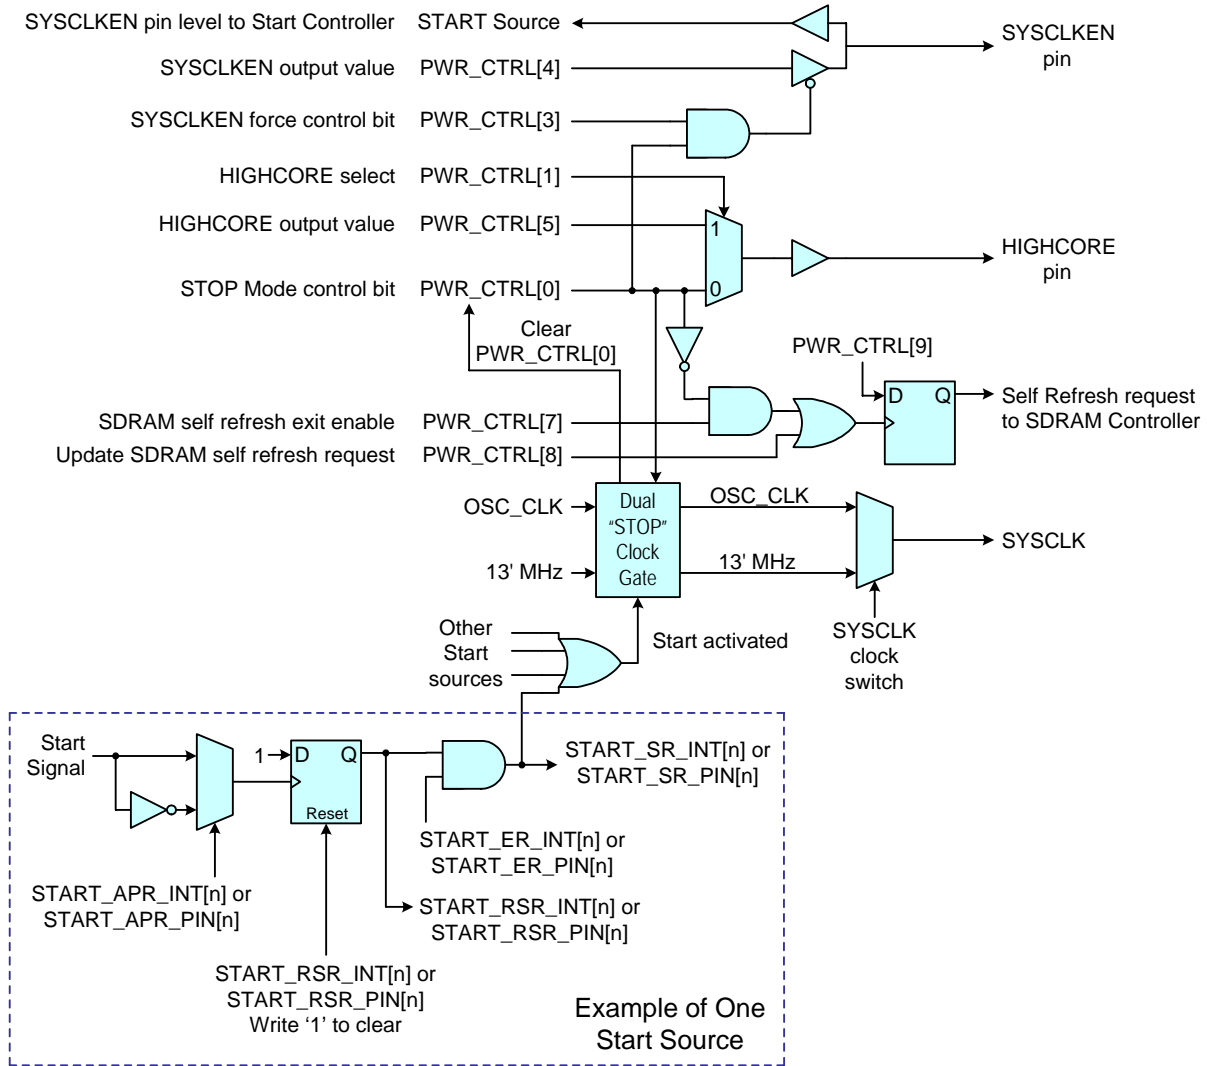 SYSCLKEN pin level to Start Controller START Source
SYSCLKEN
pin
SYSCLKEN output value PWR_CTRL[4]
SYSCLKEN force control bit PWR_CTRL[3]
HIGHCORE select PWR_CTRL[1]
HIGHCORE output value PWR_CTRL[5]
1
HIGHCORE
pin
STOP Mode control bit PWR_CTRL[0]
0
Clear
PWR_CTRL[0]
PWR_CTRL[9]
D Q
Self Refresh request
to SDRAM Controller
SDRAM self refresh exit enable PWR_CTRL[7]
Update SDRAM self refresh request PWR_CTRL[8]
OSC_CLK
13' MHz
Dual
"STOP"
Clock
Gate
OSC_CLK
13' MHz
SYSCLK
SYSCLK
clock
switch
Other
Start
sources
Start activated
Start
Signal
1
D Q
Reset
START_SR_INT[n] or
START_SR_PIN[n]
START_ER_INT[n] or
START_ER_PIN[n]
START_APR_INT[n] or
START_APR_PIN[n]
START_RSR_INT[n] or
START_RSR_PIN[n]
START_RSR_INT[n] or
START_RSR_PIN[n]
Write ‘1’ to clear
Example of One
Start Source